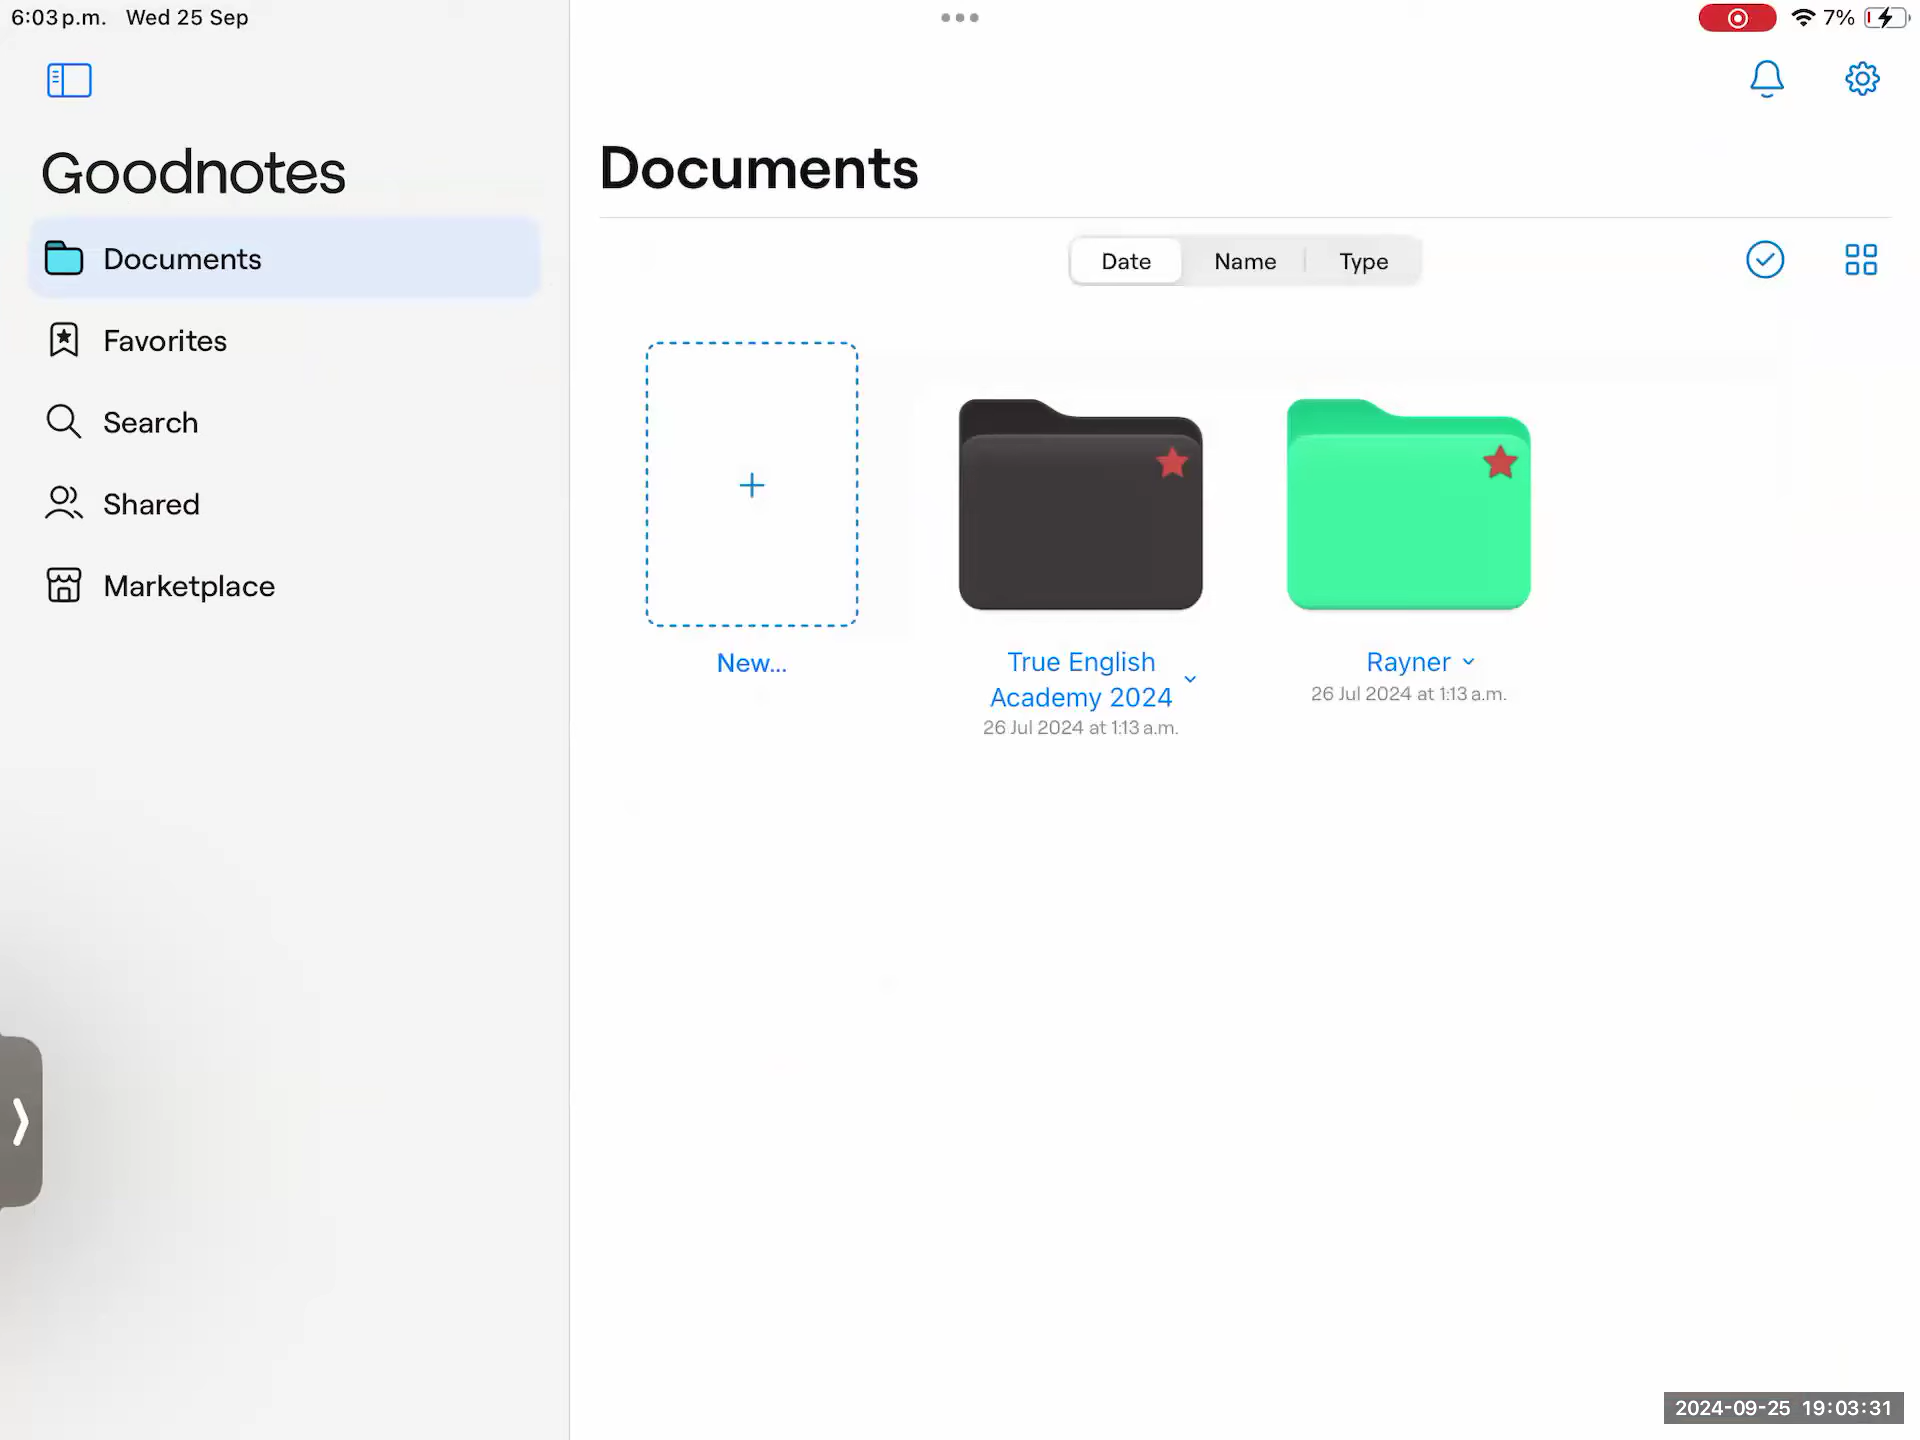 6:03 p.m. Wed 25 Sep
7%
Goodnotes
Documents
Favorites
Search
Shared
Marketplace
Documents
Date Name Type
New...
True English
Academy 2024
26 Jul 2024 at 1:13 a.m.
Rayner
26 Jul 2024 at 1:13 a.m.
2024-09-25 19:03:31